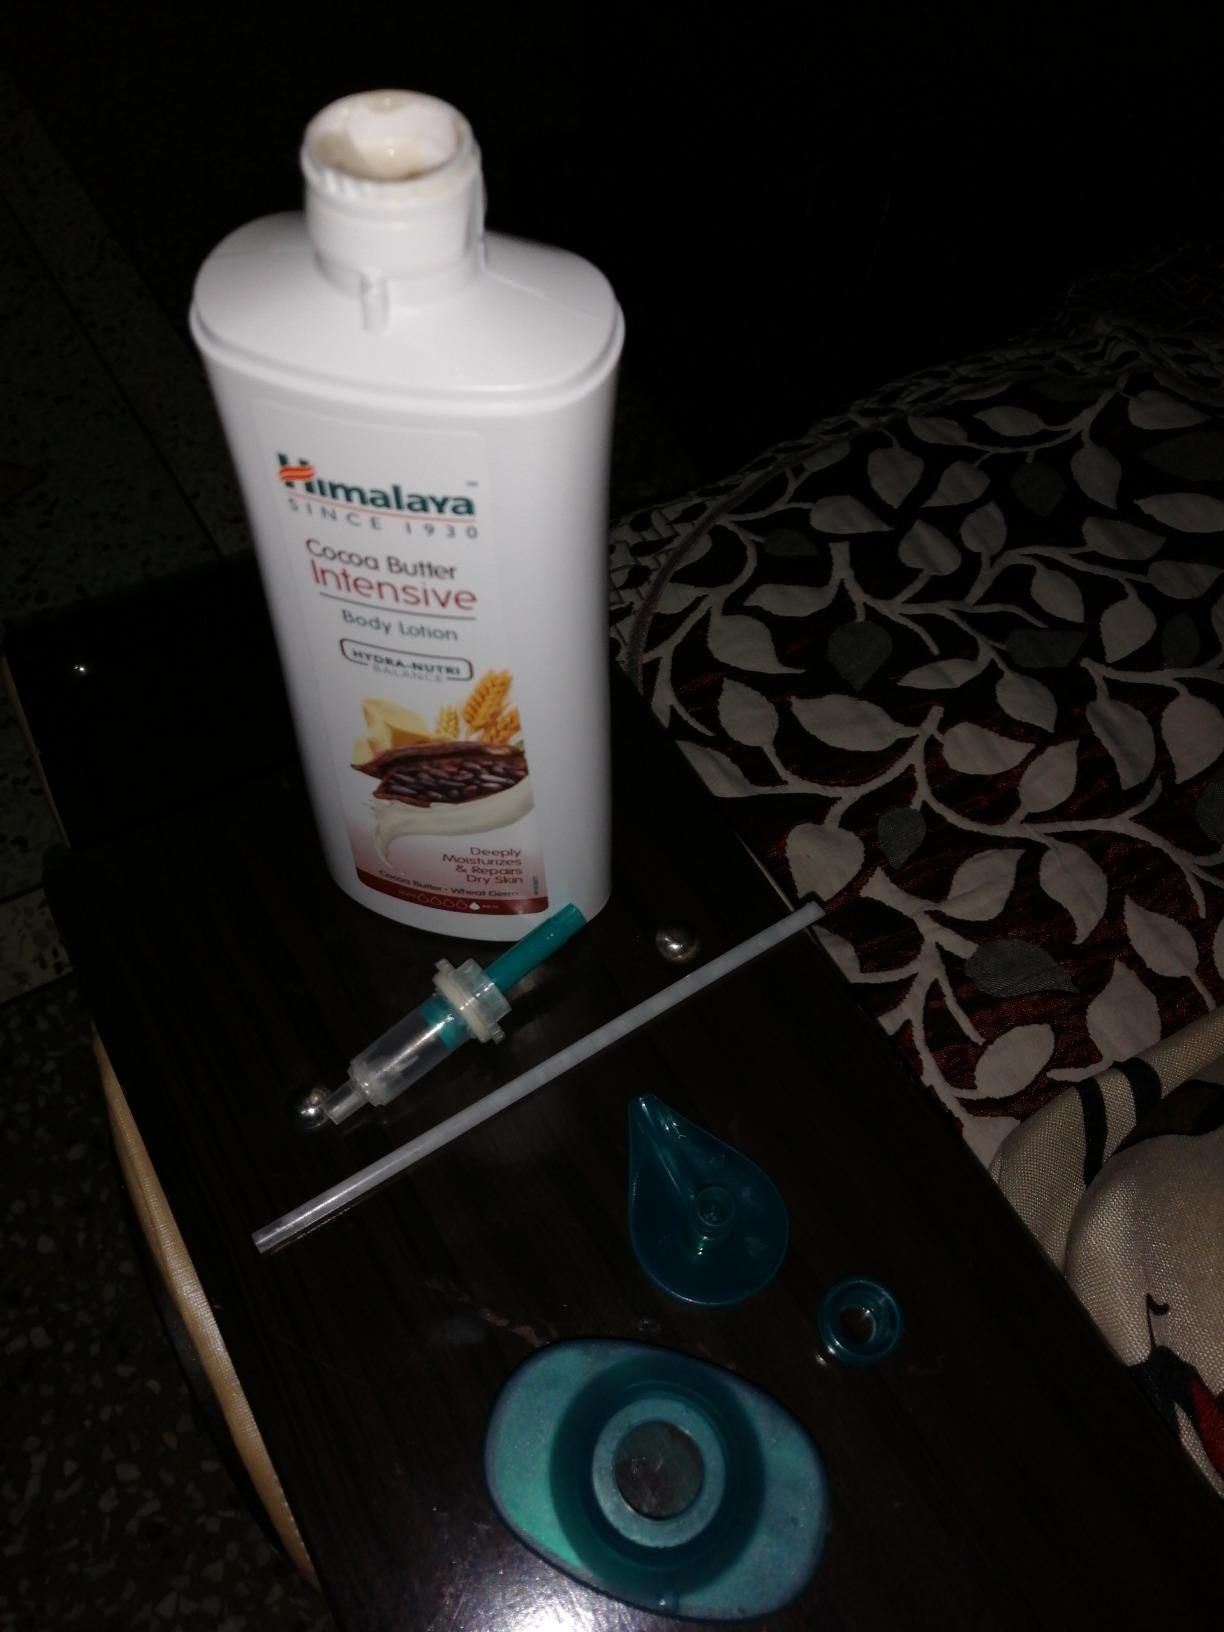 Himalaya™
SINCE 1930
Cocoa Butter
Intensive
Body Lotion
HYDRA-NUTRI
BALANCE
Deeply
Moisturizes
& Repairs
Dry Skin
Cocoa Butter • Wheat Germ